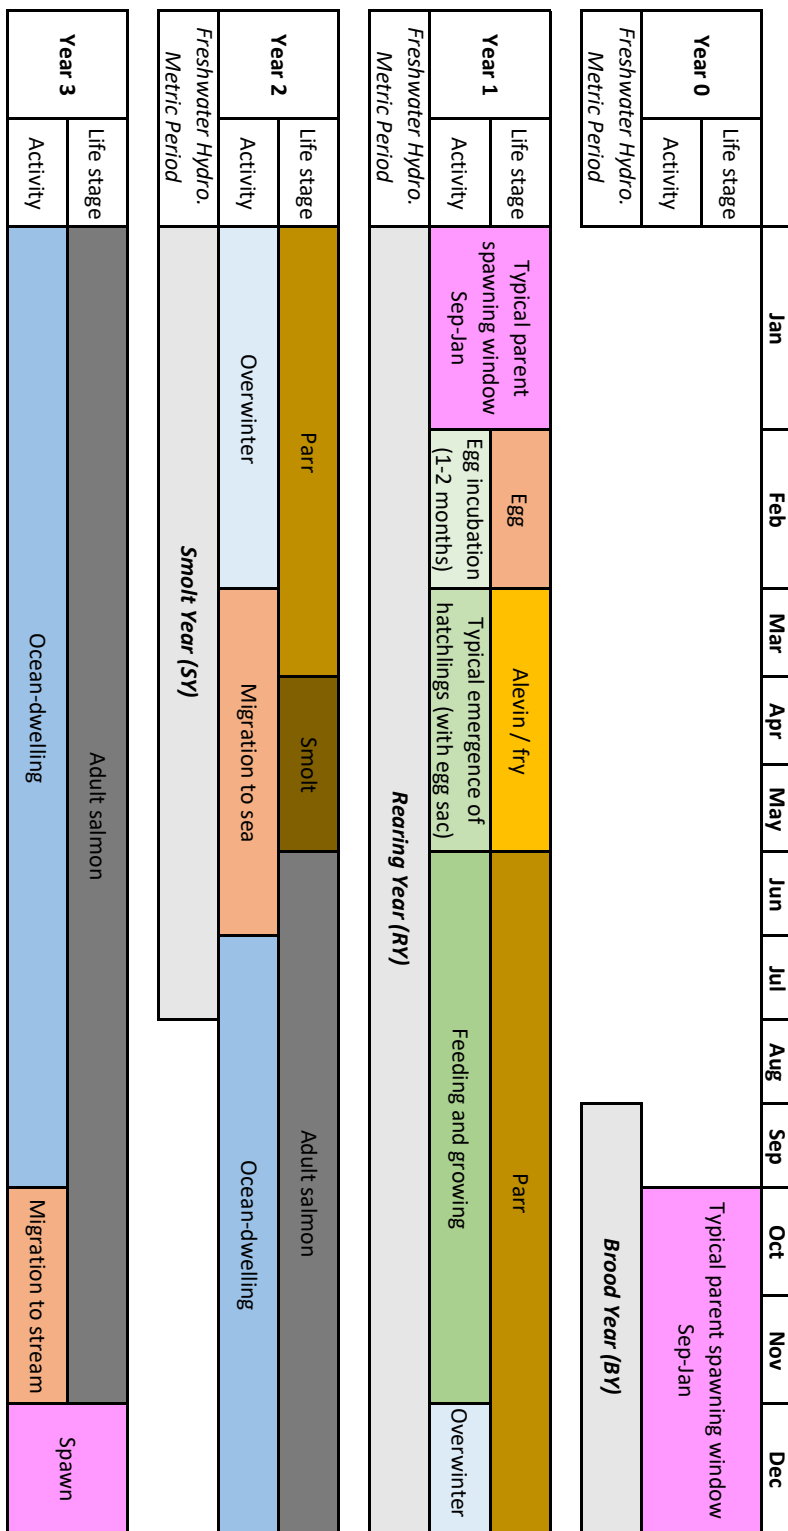 Jan
Feb
Mar
Apr
May
Jun
Jul
Aug
Sep
Oct
Nov
Dec
Year 0
Life stage
Activity
Typical parent spawning window
Sep-Jan
Freshwater Hydro.
Metric Period
Brood Year (BY)
Year 1
Life stage
Typical parent
spawning window
Sep-Jan
Egg
Alevin / fry
Parr
Activity
Egg incubation
(1-2 months)
Typical emergence of
hatchlings (with egg sac)
Feeding and growing
Overwinter
Freshwater Hydro.
Metric Period
Rearing Year (RY)
Year 2
Life stage
Parr
Smolt
Adult salmon
Activity
Overwinter
Migration to sea
Ocean-dwelling
Freshwater Hydro.
Metric Period
Smolt Year (SY)
Year 3
Life stage
Adult salmon
Spawn
Activity
Ocean-dwelling
Migration to stream